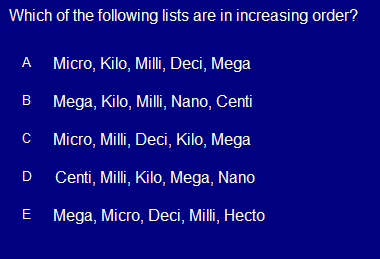 Which of the following lists are in increasing order?
A Micro, Kilo, Milli, Deci, Mega
B Mega, Kilo, Milli, Nano, Centi
C Micro, Milli, Deci, Kilo, Mega
D Centi, Milli, Kilo, Mega, Nano
E Mega, Micro, Deci, Milli, Hecto